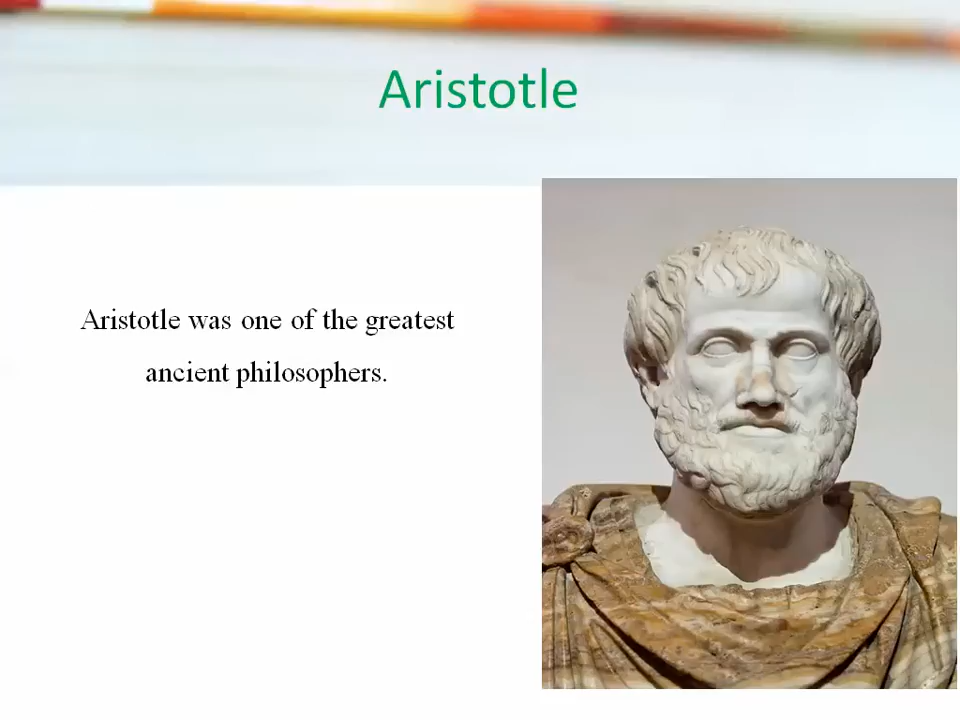 Aristotle
Aristotle was one of the greatest
ancient philosophers.